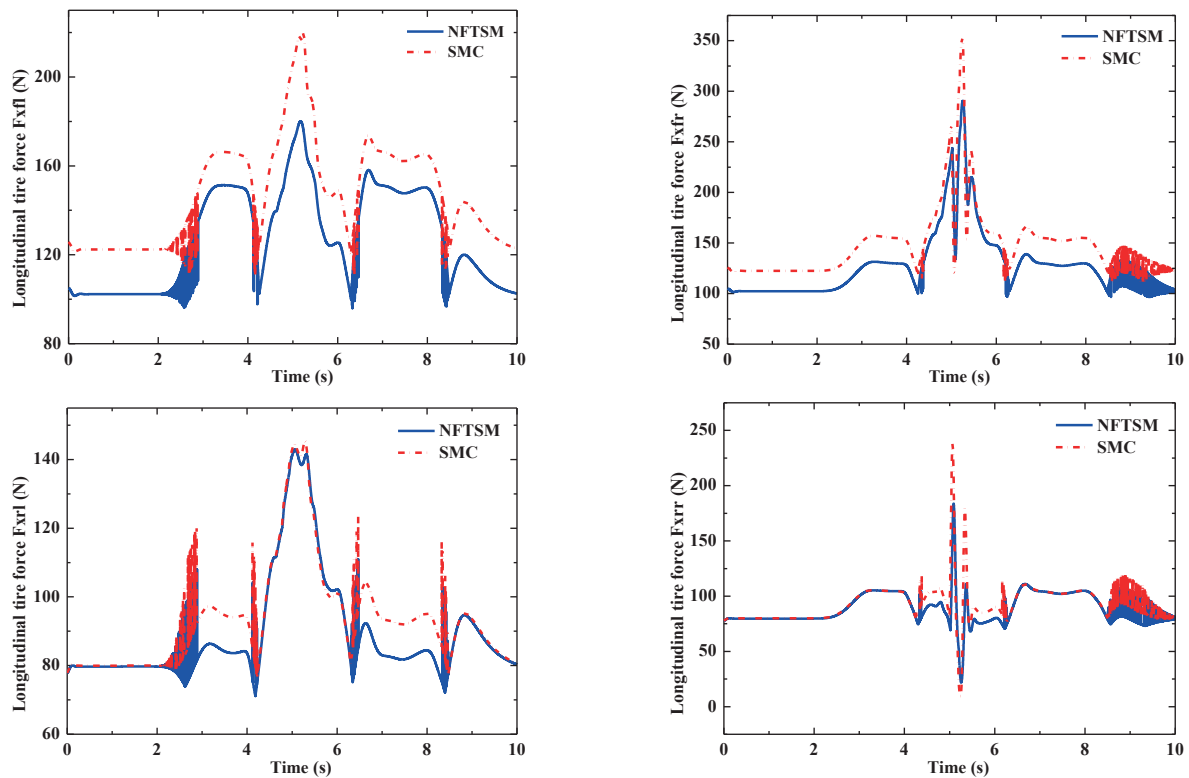 Longitudinal tire force Fxfl (N)
220
200
160
120
80
0
2
4
6
8
10
Time (s)
NFTSM
SMC
Longitudinal tire force Fxfr (N)
350
300
250
200
150
100
50
0
2
4
6
8
10
Time (s)
NFTSM
SMC
Longitudinal tire force Fxrl (N)
140
120
100
80
60
0
2
4
6
8
10
Time (s)
NFTSM
SMC
Longitudinal tire force Fxrr (N)
250
200
150
100
50
0
0
2
4
6
8
10
Time (s)
NFTSM
SMC